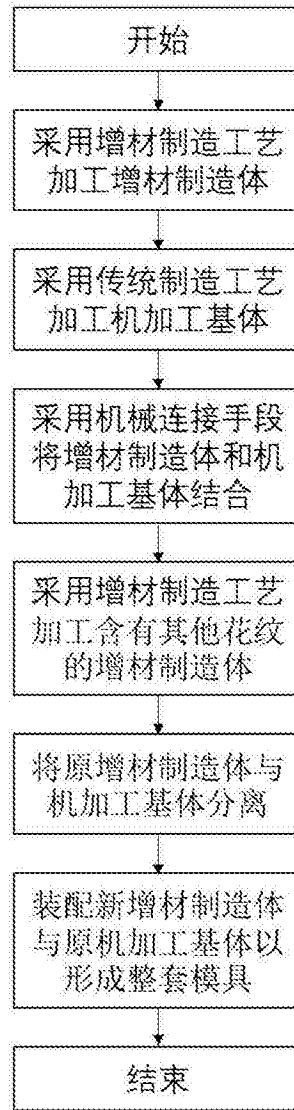 开始
采用增材制造工艺
加工增材制造体
采用传统制造工艺
加工机加工基体
采用机械连接手段
将增材制造体和机
加工基体结合
采用增材制造工艺
加工含有其他花纹
的增材制造体
将原增材制造体与
机加工基体分离
装配新增材制造体
与原机加工基体以
形成整套模具
结束